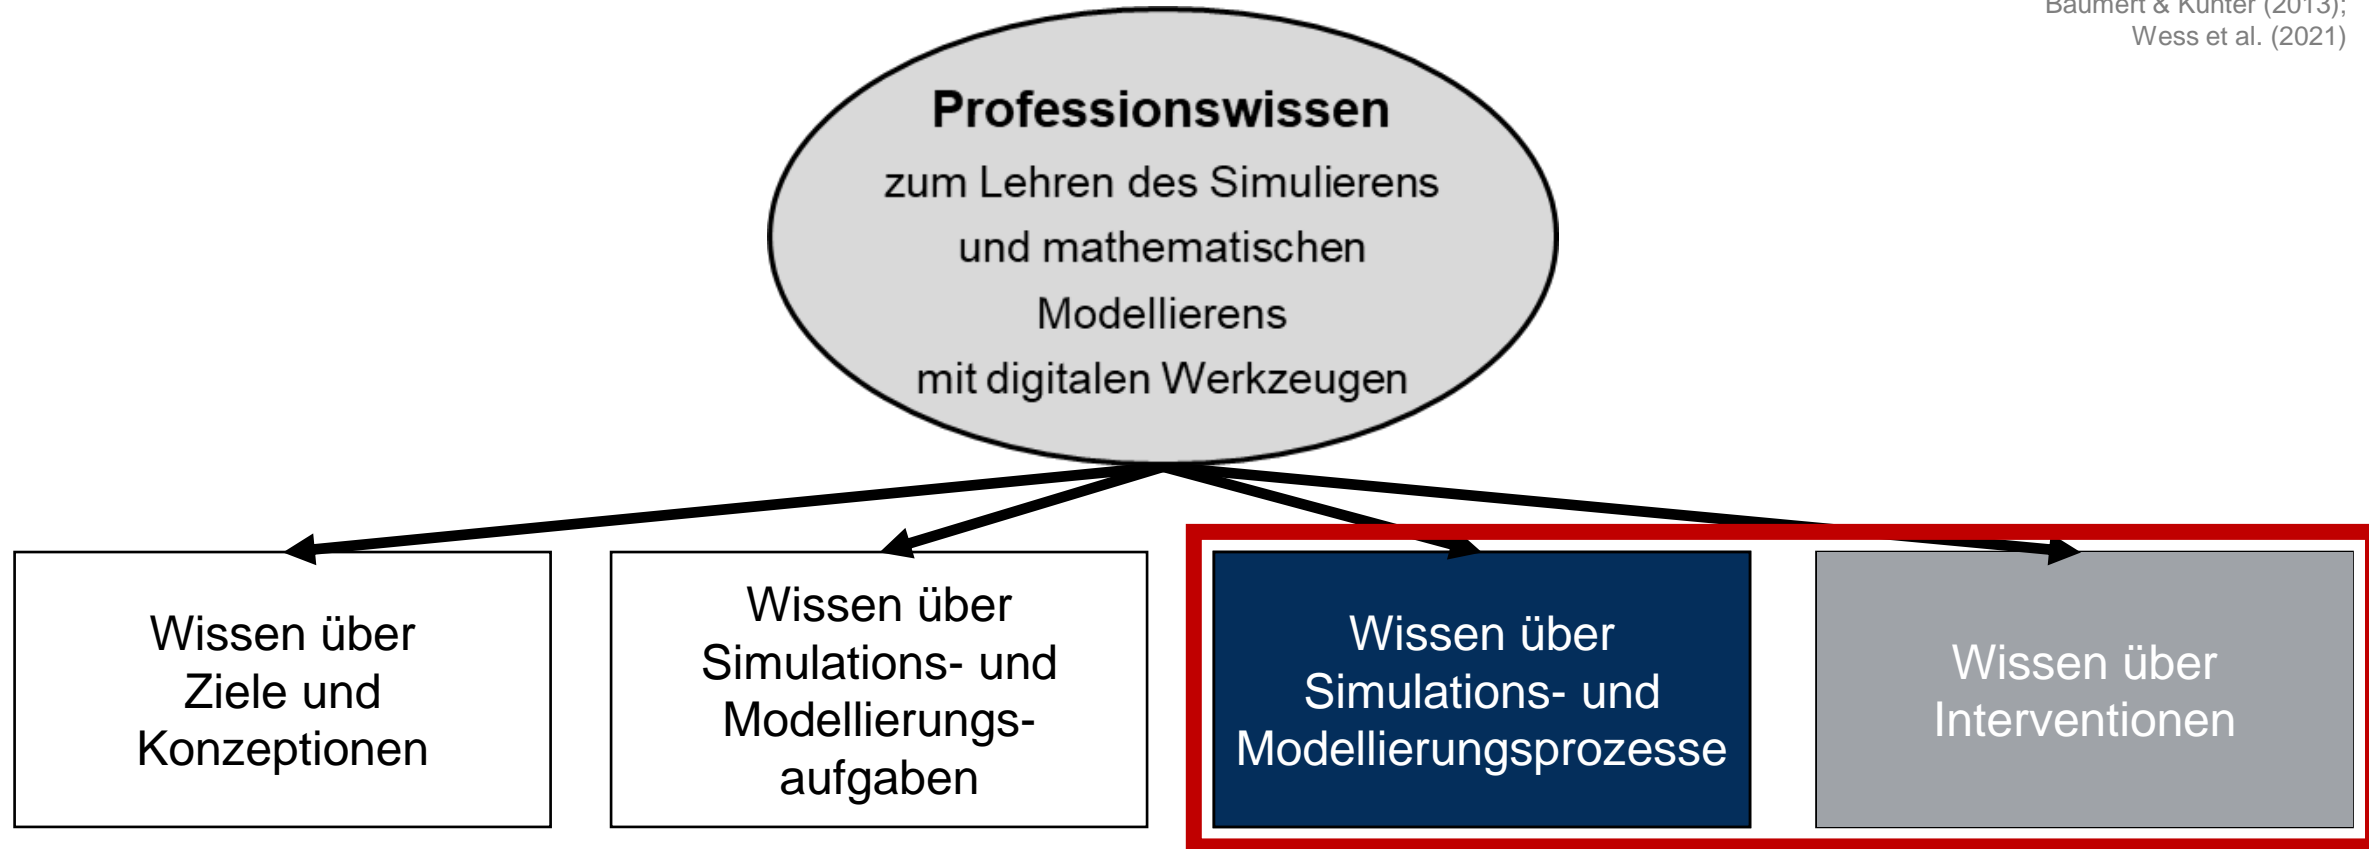 Baumert & Kunter (2013);
Wess et al. (2021)
Professionswissen
zum Lehren des Simulierens
und mathematischen
Modellierens
mit digitalen Werkzeugen
Wissen über
Ziele und
Konzeptionen
Wissen über
Simulations- und
Modellierungs-
aufgaben
Wissen über
Simulations- und
Modellierungsprozesse
Wissen über
Interventionen